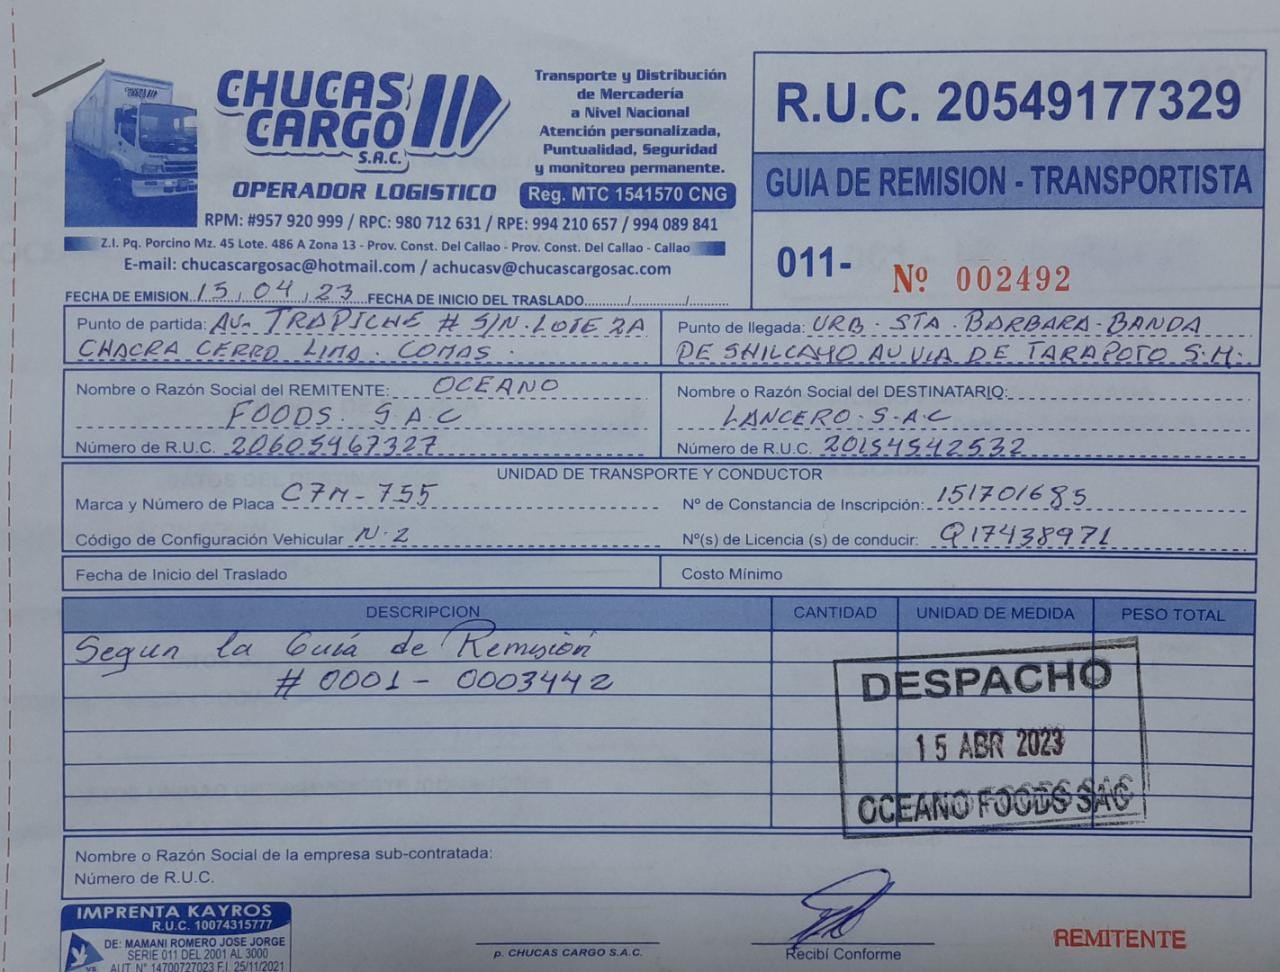 CHUCAS CARGO S.A.C.
OPERADOR LOGISTICO
Transporte y Distribución
de Mercadería
a Nivel Nacional
Atención personalizada,
Puntualidad, Seguridad
y monitoreo permanente.
Reg. MTC 1541570 CNG
RPM: #957 920 999 / RPC: 980 712 631 / RPE: 994 210 657 / 994 089 841
Z.I. Pq. Porcino Mz. 45 Lote. 486 A Zona 13 - Prov. Const. Del Callao - Prov. Const. Del Callao - Callao
E-mail: chucascargosac@hotmail.com / achucasv@chucascargosac.com
R.U.C. 20549177329
GUIA DE REMISION - TRANSPORTISTA
011- Nº 002492
FECHA DE EMISION 15, 04, 23 FECHA DE INICIO DEL TRASLADO / /
Punto de partida: AV. TRAPICHE # S/N. LOTE 2A
CHACRA CERRO LIMA. COMAS.
Punto de llegada: URB. STA. BARBARA. BANDA
DE SHILCAYO AV VIA DE TARAPOTO S.M.
Nombre o Razón Social del REMITENTE: OCEANO
FOODS. S A C
Número de R.U.C. 20605467327
Nombre o Razón Social del DESTINATARIO:
LANCERO. S.A.C
Número de R.U.C. 20154542532
UNIDAD DE TRANSPORTE Y CONDUCTOR
Marca y Número de Placa C7M-755
Nº de Constancia de Inscripción: 151701685
Código de Configuración Vehicular N.2
Nº(s) de Licencia (s) de conducir: Q17438971
Fecha de Inicio del Traslado
Costo Mínimo
DESCRIPCION CANTIDAD UNIDAD DE MEDIDA PESO TOTAL
Segun la Guía de Remisión
# 0001 - 0003442
DESPACHO
15 ABR 2023
OCEANO FOODS SAC
Nombre o Razón Social de la empresa sub-contratada:
Número de R.U.C.
IMPRENTA KAYROS
R.U.C. 10074315777
DE: MAMANI ROMERO JOSE JORGE
SERIE 011 DEL 2001 AL 3000
AUT. N° 14700727023 F.I. 25/11/2021
p. CHUCAS CARGO S.A.C.
Recibí Conforme
REMITENTE